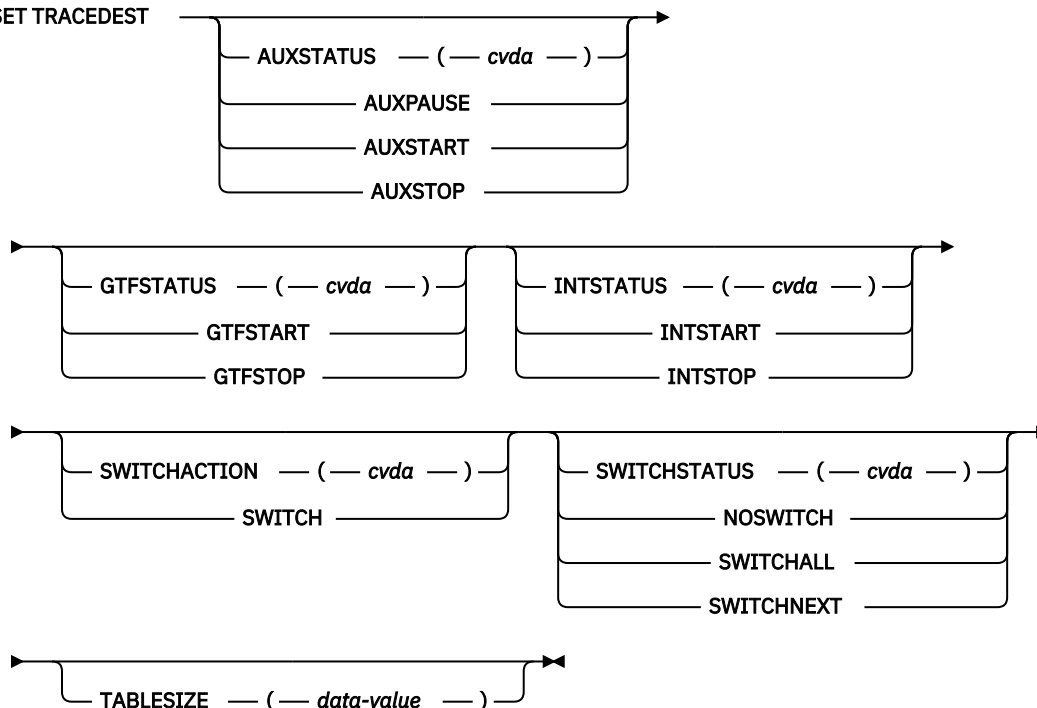 SET TRACEDEST
AUXSTATUS ( cvda )
AUXPAUSE
AUXSTART
AUXSTOP
GTFSTATUS ( cvda ) INTSTATUS ( cvda )
GTFSTART INTSTART
GTFSTOP INTSTOP
SWITCHACTION ( cvda ) SWITCHSTATUS ( cvda )
SWITCH NOSWITCH
SWITCHALL
SWITCHNEXT
TABLESIZE ( data-value )